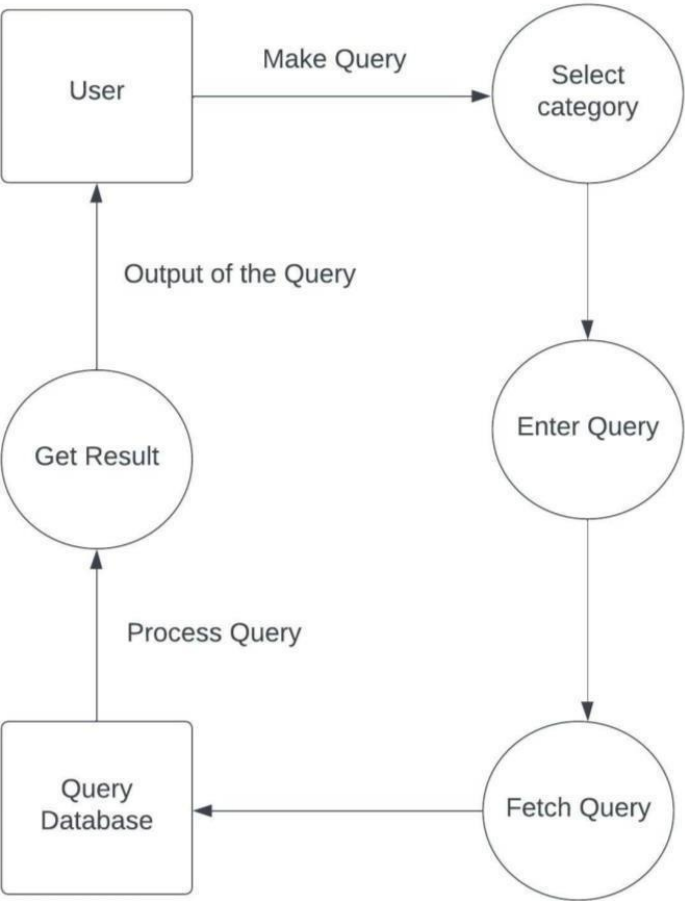 User
Make Query
Select
category
Output of the Query
Enter Query
Get Result
Process Query
Query
Database
Fetch Query